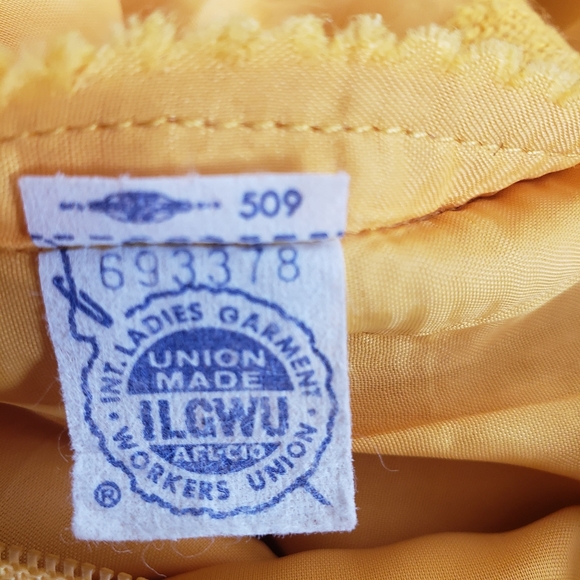 509
693378
INT. LADIES GARMENT
WORKERS UNION
UNION
MADE
ILGWU
AFL-CIO
®